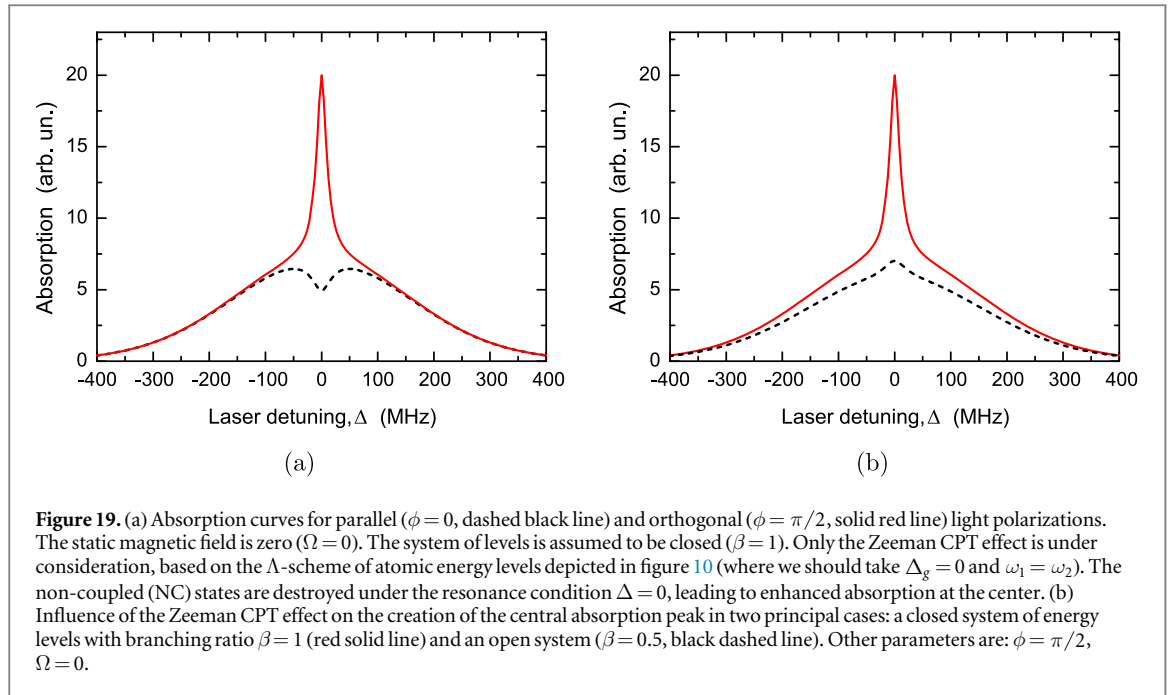 20
15
10
5
0
Absorption (arb. un.)
-400 -300 -200 -100 0 100 200 300 400
Laser detuning, Δ (MHz)
(a)
20
15
10
5
0
Absorption (arb. un.)
-400 -300 -200 -100 0 100 200 300 400
Laser detuning, Δ (MHz)
(b)
Figure 19. (a) Absorption curves for parallel (ϕ = 0, dashed black line) and orthogonal (ϕ = π/2, solid red line) light polarizations.
The static magnetic field is zero (Ω = 0). The system of levels is assumed to be closed (β = 1). Only the Zeeman CPT effect is under
consideration, based on the Λ-scheme of atomic energy levels depicted in figure 10 (where we should take Δg = 0 and ω1 = ω2). The
non-coupled (NC) states are destroyed under the resonance condition Δ = 0, leading to enhanced absorption at the center. (b)
Influence of the Zeeman CPT effect on the creation of the central absorption peak in two principal cases: a closed system of energy
levels with branching ratio β = 1 (red solid line) and an open system (β = 0.5, black dashed line). Other parameters are: ϕ = π/2,
Ω = 0.